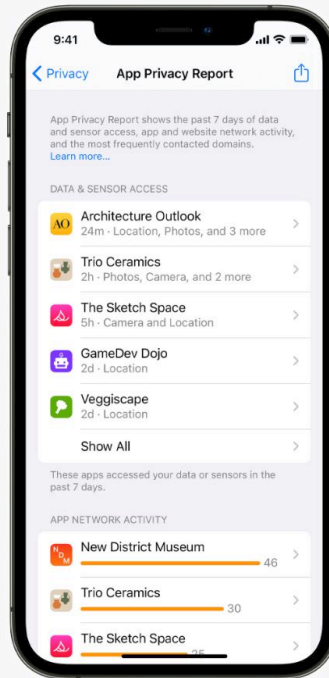 9:41
Privacy
App Privacy Report
App Privacy Report shows the past 7 days of data
and sensor access, app and website network activity,
and the most frequently contacted domains.
Learn more...
DATA & SENSOR ACCESS
AO
Architecture Outlook
24m · Location, Photos, and 3 more
Trio Ceramics
2h · Photos, Camera, and 2 more
The Sketch Space
5h · Camera and Location
GameDev Dojo
2d · Location
Veggiscape
2d · Location
Show All
These apps accessed your data or sensors in the
past 7 days.
APP NETWORK ACTIVITY
NDM
New District Museum
46
Trio Ceramics
30
The Sketch Space
25